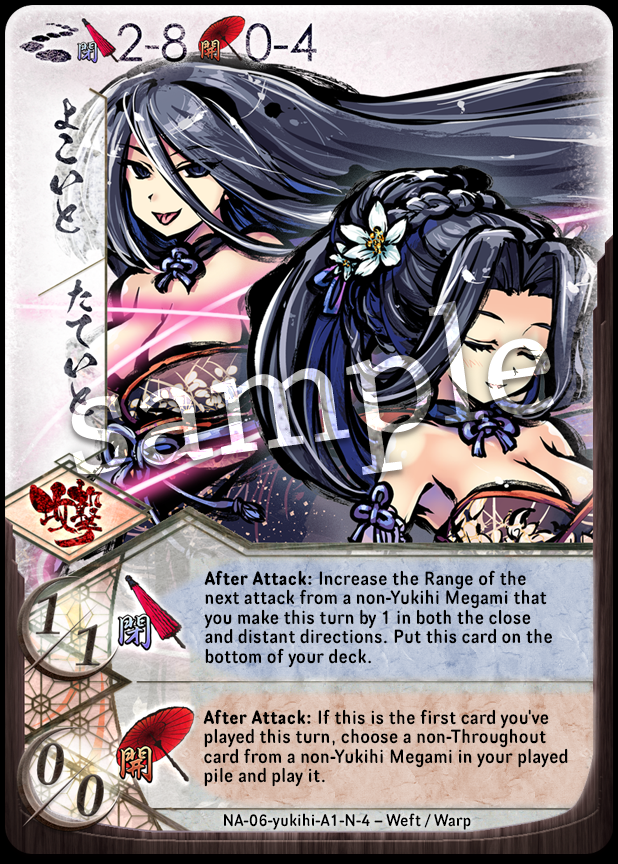 閉 2-8 開 0-4
よこいと
たていと
sample
攻撃
1 1
閉
After Attack: Increase the Range of the
next attack from a non-Yukihi Megami that
you make this turn by 1 in both the close
and distant directions. Put this card on the
bottom of your deck.
0 0
開
After Attack: If this is the first card you've
played this turn, choose a non-Throughout
card from a non-Yukihi Megami in your played
pile and play it.
NA-06-yukihi-A1-N-4 – Weft / Warp